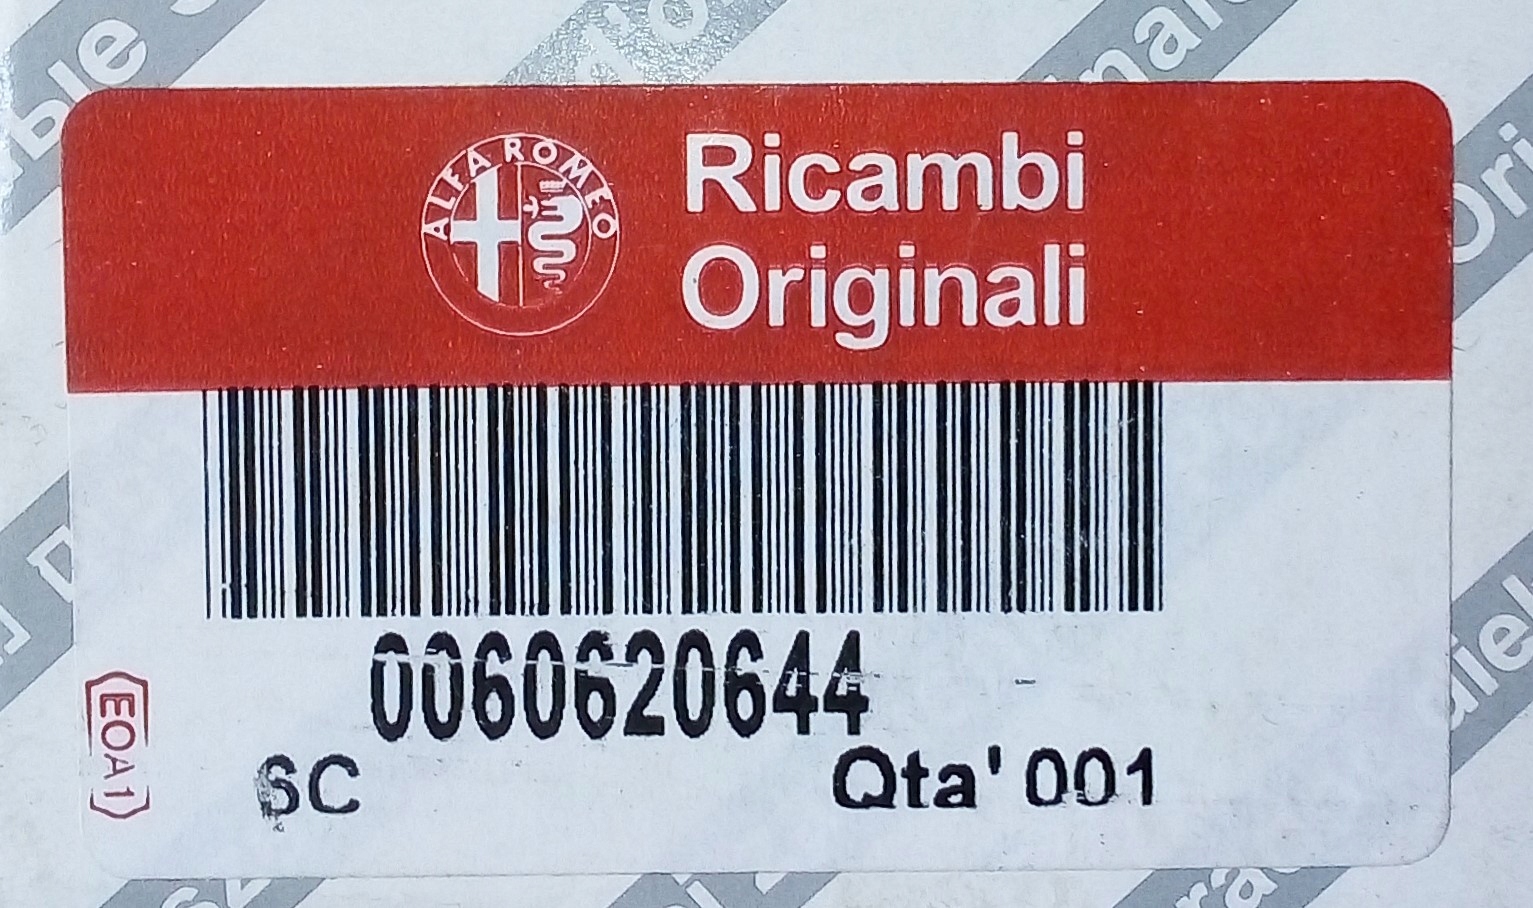 ALFA ROMEO
Ricambi
Originali
0060620644
SC
Qta' 001
EOA1